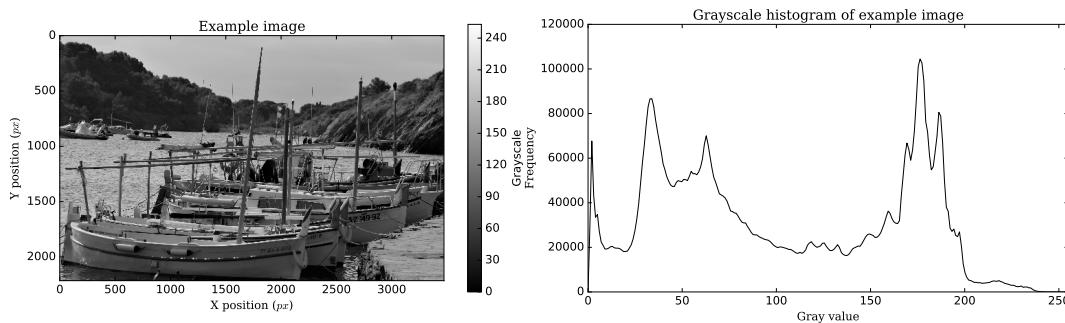 Example image
0
500
1000
1500
2000
Y position (px)
0 500 1000 1500 2000 2500 3000
X position (px)
240
210
180
150
120
90
60
30
0
Grayscale
Grayscale histogram of example image
120000
100000
80000
60000
40000
20000
0
Frequency
0 50 100 150 200 250
Gray value